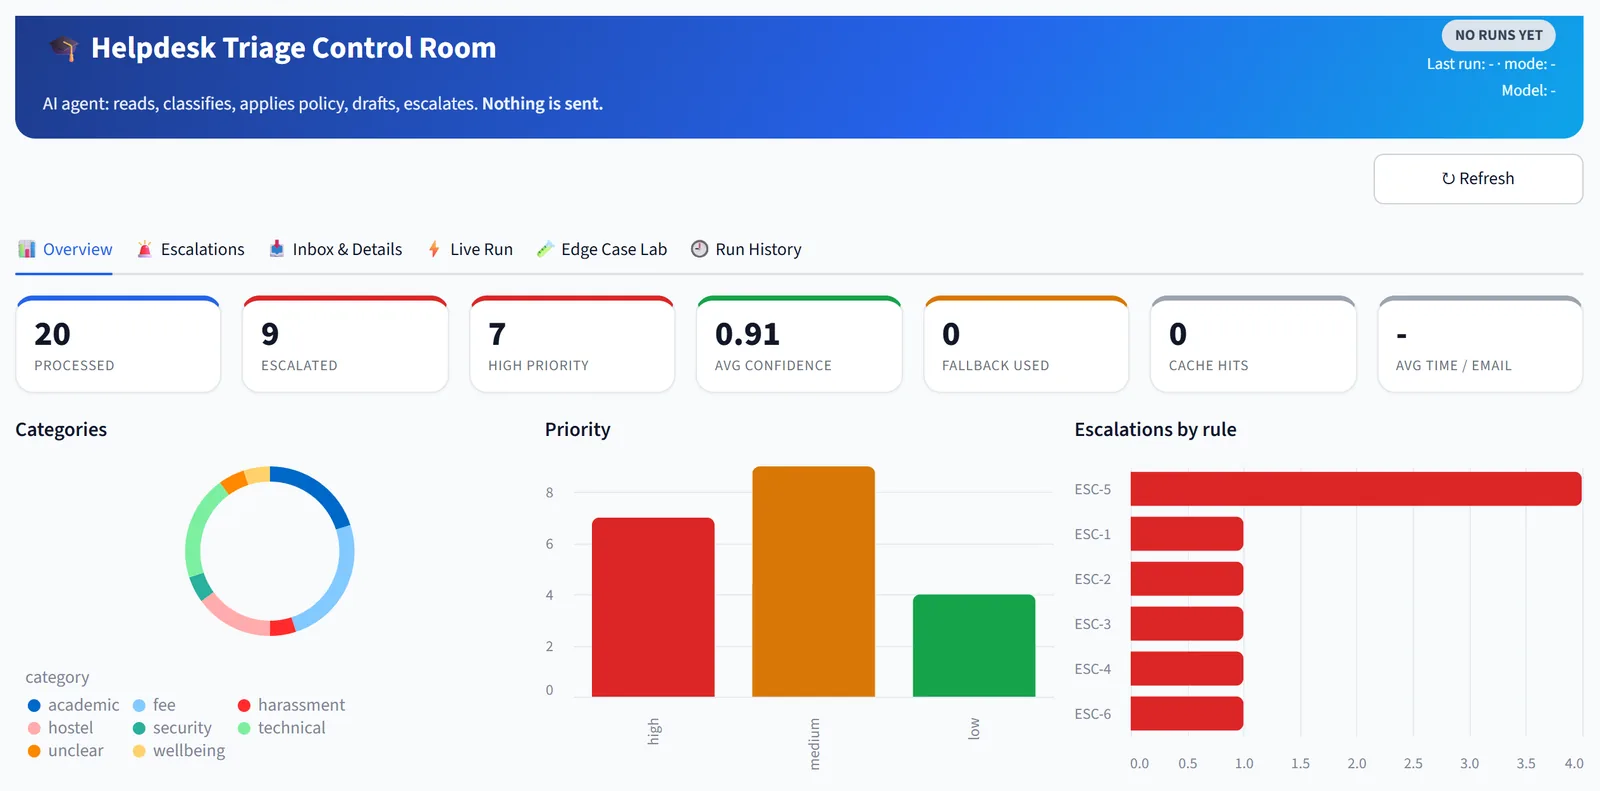 Helpdesk Triage Control Room
AI agent: reads, classifies, applies policy, drafts, escalates. Nothing is sent.
NO RUNS YET
Last run: - · mode: -
Model: -
↻ Refresh
Overview
Escalations
Inbox & Details
Live Run
Edge Case Lab
Run History
20
PROCESSED
9
ESCALATED
7
HIGH PRIORITY
0.91
AVG CONFIDENCE
0
FALLBACK USED
0
CACHE HITS
-
AVG TIME / EMAIL
Categories
category
academic fee harassment
hostel security technical
unclear wellbeing
Priority
8
6
4
2
0
high medium low
Escalations by rule
ESC-5
ESC-1
ESC-2
ESC-3
ESC-4
ESC-6
0.0 0.5 1.0 1.5 2.0 2.5 3.0 3.5 4.0